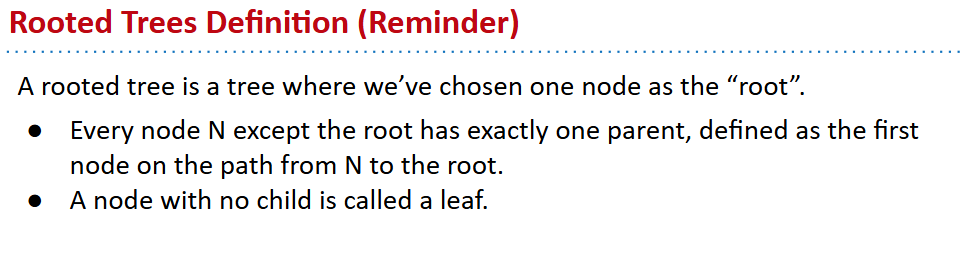 Rooted Trees Definition (Reminder)
A rooted tree is a tree where we’ve chosen one node as the “root”.
● Every node N except the root has exactly one parent, defined as the first
node on the path from N to the root.
● A node with no child is called a leaf.